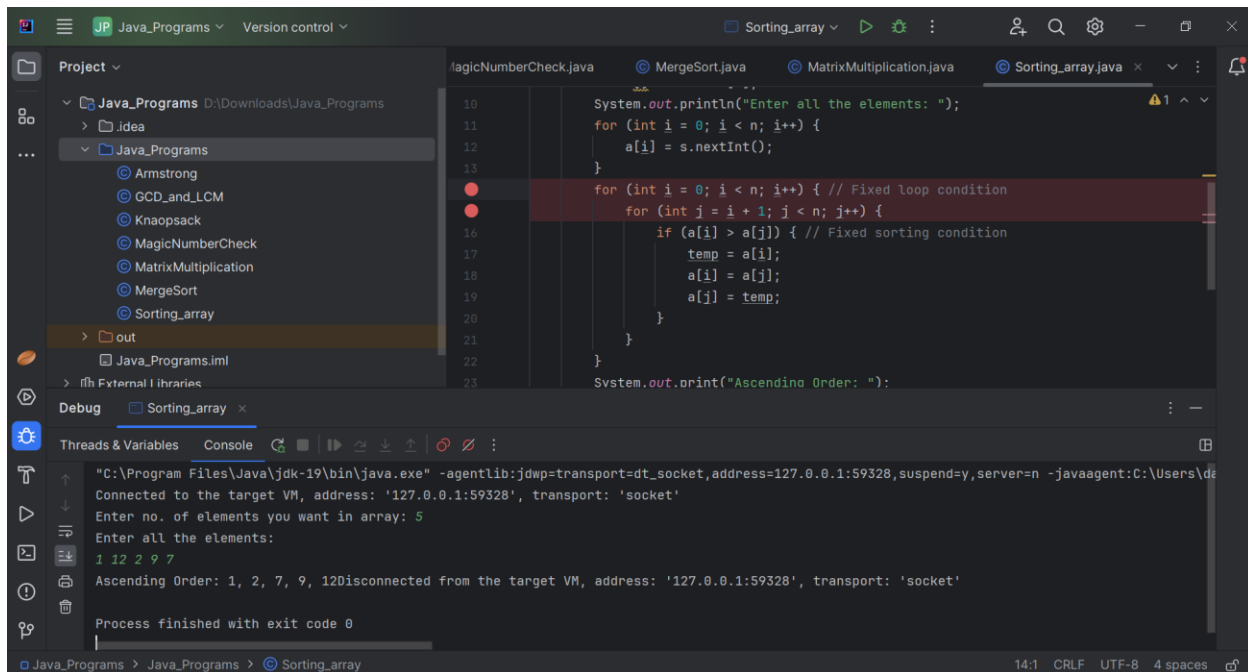 JP Java_Programs Version control Sorting_array
Project
Java_Programs D:\Downloads\Java_Programs
.idea
Java_Programs
Armstrong
GCD_and_LCM
Knaopsack
MagicNumberCheck
MatrixMultiplication
MergeSort
Sorting_array
out
Java_Programs.iml
External Libraries
MagicNumberCheck.java MergeSort.java MatrixMultiplication.java Sorting_array.java
1
10 System.out.println("Enter all the elements: ");
11 for (int i = 0; i < n; i++) {
12 a[i] = s.nextInt();
13 }
for (int i = 0; i < n; i++) { // Fixed loop condition
for (int j = i + 1; j < n; j++) {
16 if (a[i] > a[j]) { // Fixed sorting condition
17 temp = a[i];
18 a[i] = a[j];
19 a[j] = temp;
20 }
21 }
22 }
23 System.out.print("Ascending Order: ");
Debug Sorting_array
Threads & Variables Console
"C:\Program Files\Java\jdk-19\bin\java.exe" -agentlib:jdwp=transport=dt_socket,address=127.0.0.1:59328,suspend=y,server=n -javaagent:C:\Users\da
Connected to the target VM, address: '127.0.0.1:59328', transport: 'socket'
Enter no. of elements you want in array: 5
Enter all the elements:
1 12 2 9 7
Ascending Order: 1, 2, 7, 9, 12Disconnected from the target VM, address: '127.0.0.1:59328', transport: 'socket'
Process finished with exit code 0
Java_Programs > Java_Programs > Sorting_array 14:1 CRLF UTF-8 4 spaces